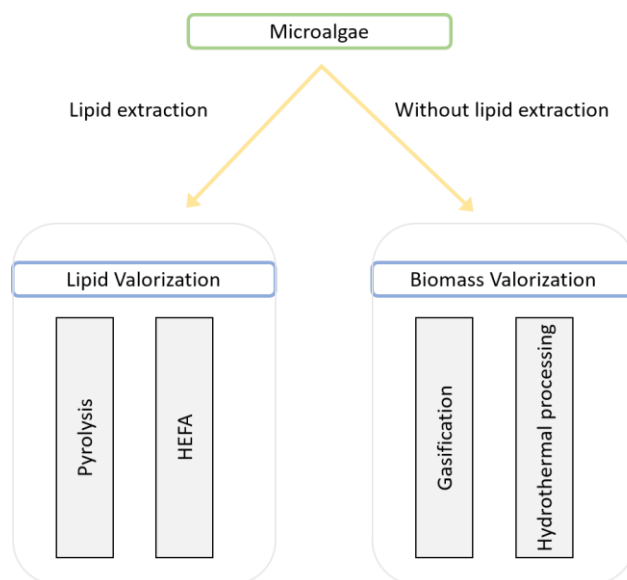 Microalgae
Lipid extraction
Without lipid extraction
Lipid Valorization
Biomass Valorization
Pyrolysis
HEFA
Gasification
Hydrothermal processing